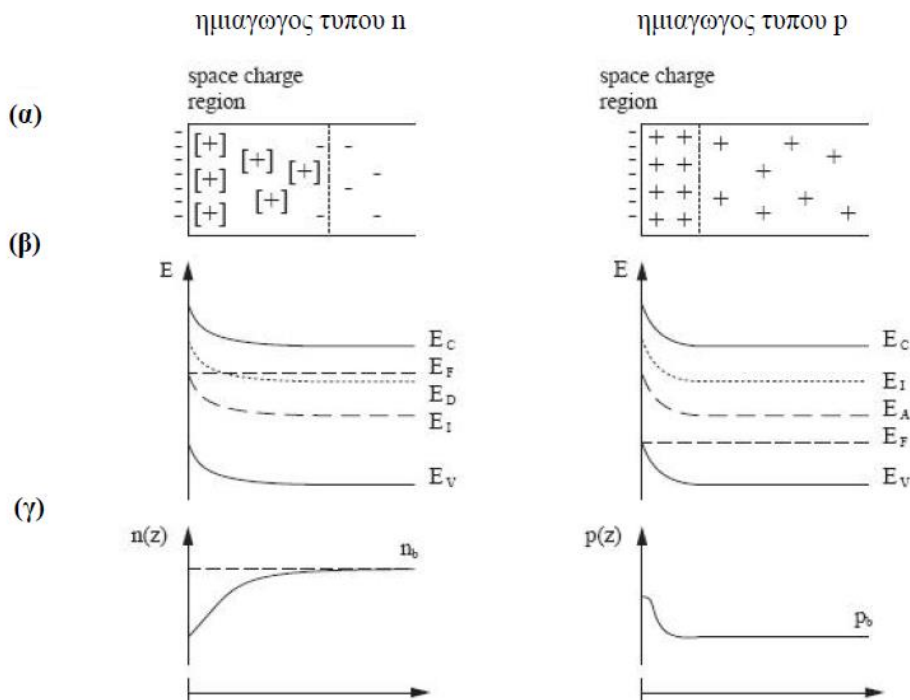 ημιαγωγος τυπου n
ημιαγωγος τυπου p
space charge
region
space charge
region
(α)
- [+] [+] [+] - -
- [+] [+] -
- [+] - -
- + + + + +
- + + + +
- + + + +
- + + + +
(β)
E
E_C
E_F
E_D
E_I
E_V
E
E_C
E_I
E_A
E_F
E_V
(γ)
n(z)
n_b
p(z)
p_b